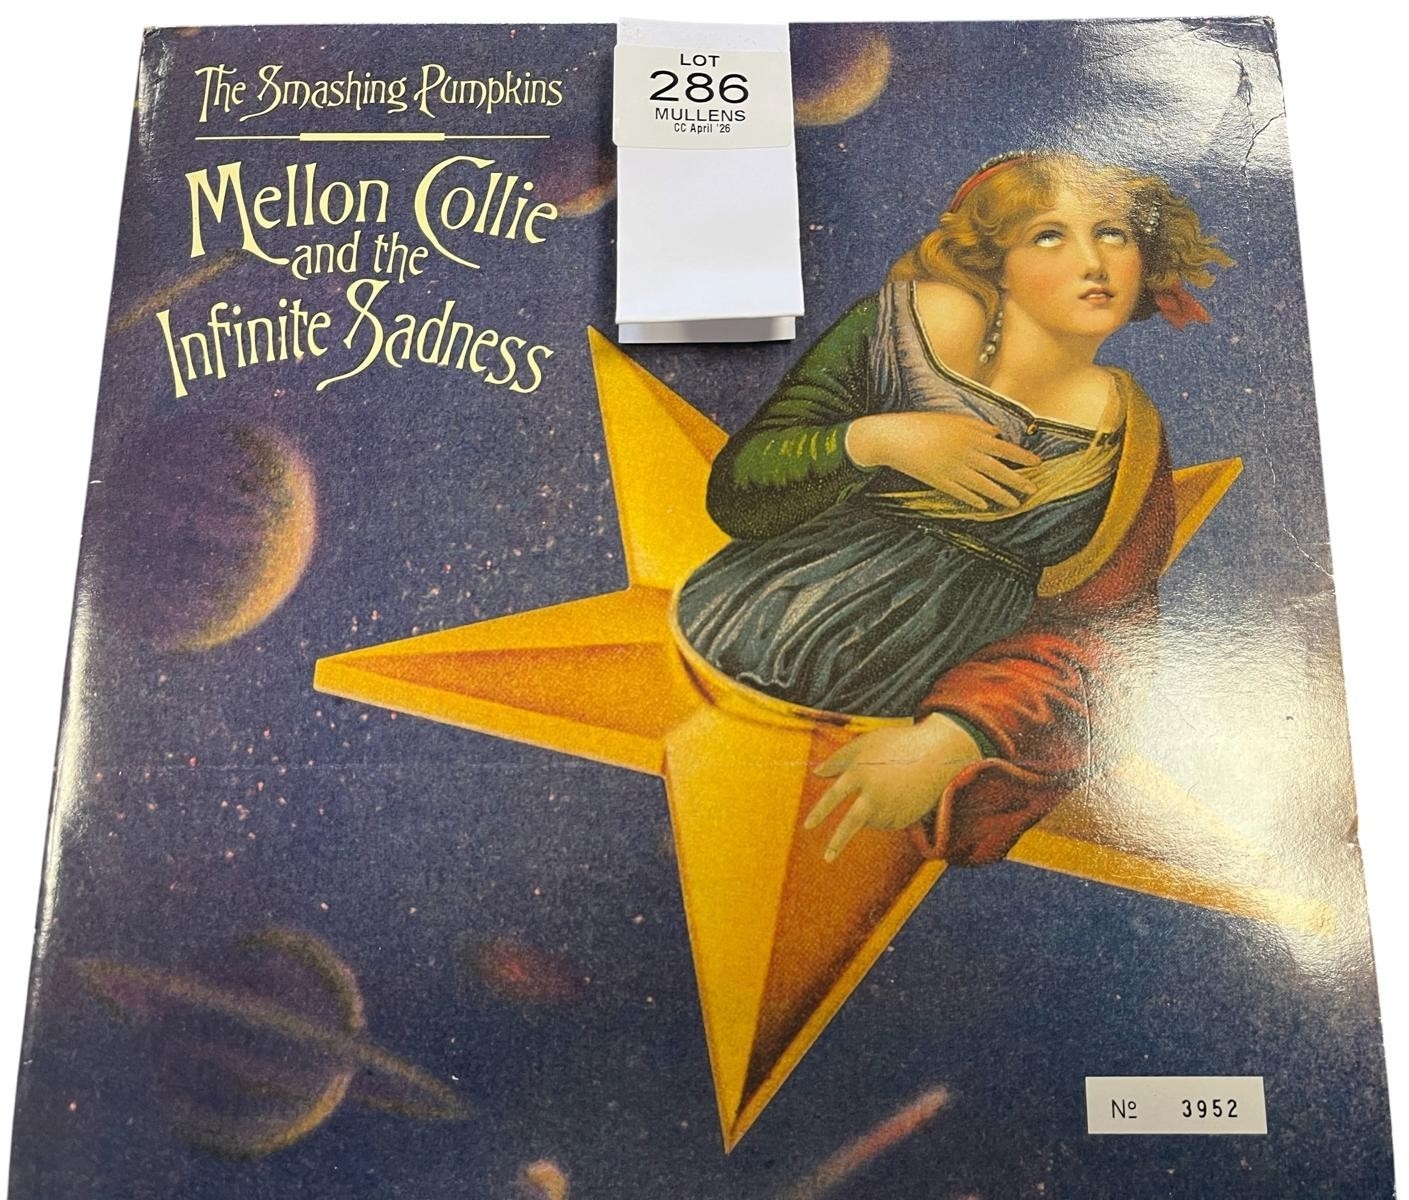 The Smashing Pumpkins
Mellon Collie
and the
Infinite Sadness
LOT
286
MULLENS
CC April '26
Nº 3952